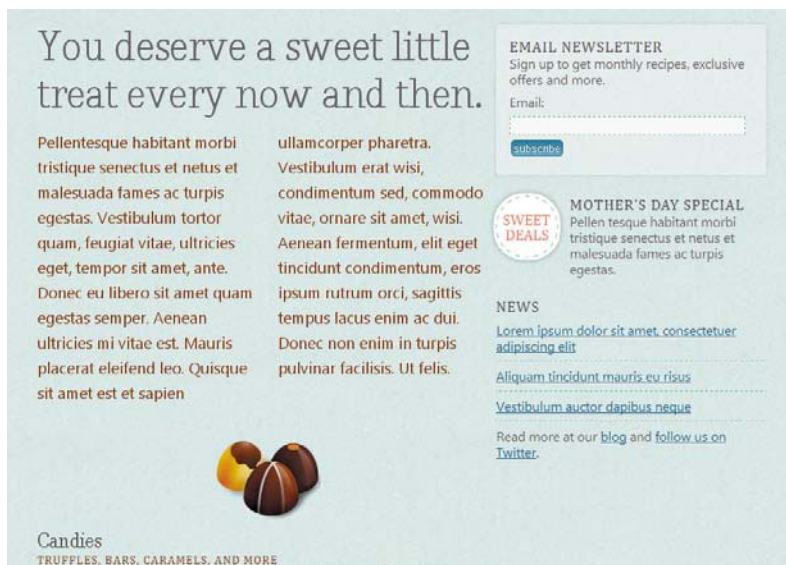 You deserve a sweet little
treat every now and then.
Pellentesque habitant morbi
tristique senectus et netus et
malesuada fames ac turpis
egestas. Vestibulum tortor
quam, feugiat vitae, ultricies
eget, tempor sit amet, ante.
Donec eu libero sit amet quam
egestas semper. Aenean
ultricies mi vitae est. Mauris
placerat eleifend leo. Quisque
sit amet est et sapien
ullamcorper pharetra.
Vestibulum erat wisi,
condimentum sed, commodo
vitae, ornare sit amet, wisi.
Aenean fermentum, elit eget
tincidunt condimentum, eros
ipsum rutrum orci, sagittis
tempus lacus enim ac dui.
Donec non enim in turpis
pulvinar facilisis. Ut felis.
Candies
TRUFFLES, BARS, CARAMELS, AND MORE
EMAIL NEWSLETTER
Sign up to get monthly recipes, exclusive
offers and more.
Email:
subscribe
SWEET
DEALS
MOTHER'S DAY SPECIAL
Pellen tesque habitant morbi
tristique senectus et netus et
malesuada fames ac turpis
egestas.
NEWS
Lorem ipsum dolor sit amet, consectetuer
adipiscing elit
Aliquam tincidunt mauris eu risus
Vestibulum auctor dapibus neque
Read more at our blog and follow us on
Twitter.